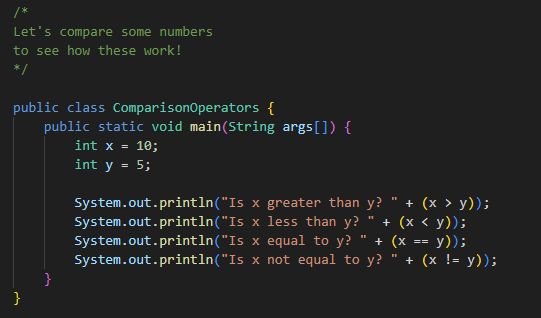 /*
Let's compare some numbers
to see how these work!
*/
public class ComparisonOperators {
    public static void main(String args[]) {
        int x = 10;
        int y = 5;
        System.out.println("Is x greater than y? " + (x > y));
        System.out.println("Is x less than y? " + (x < y));
        System.out.println("Is x equal to y? " + (x == y));
        System.out.println("Is x not equal to y? " + (x != y));
    }
}